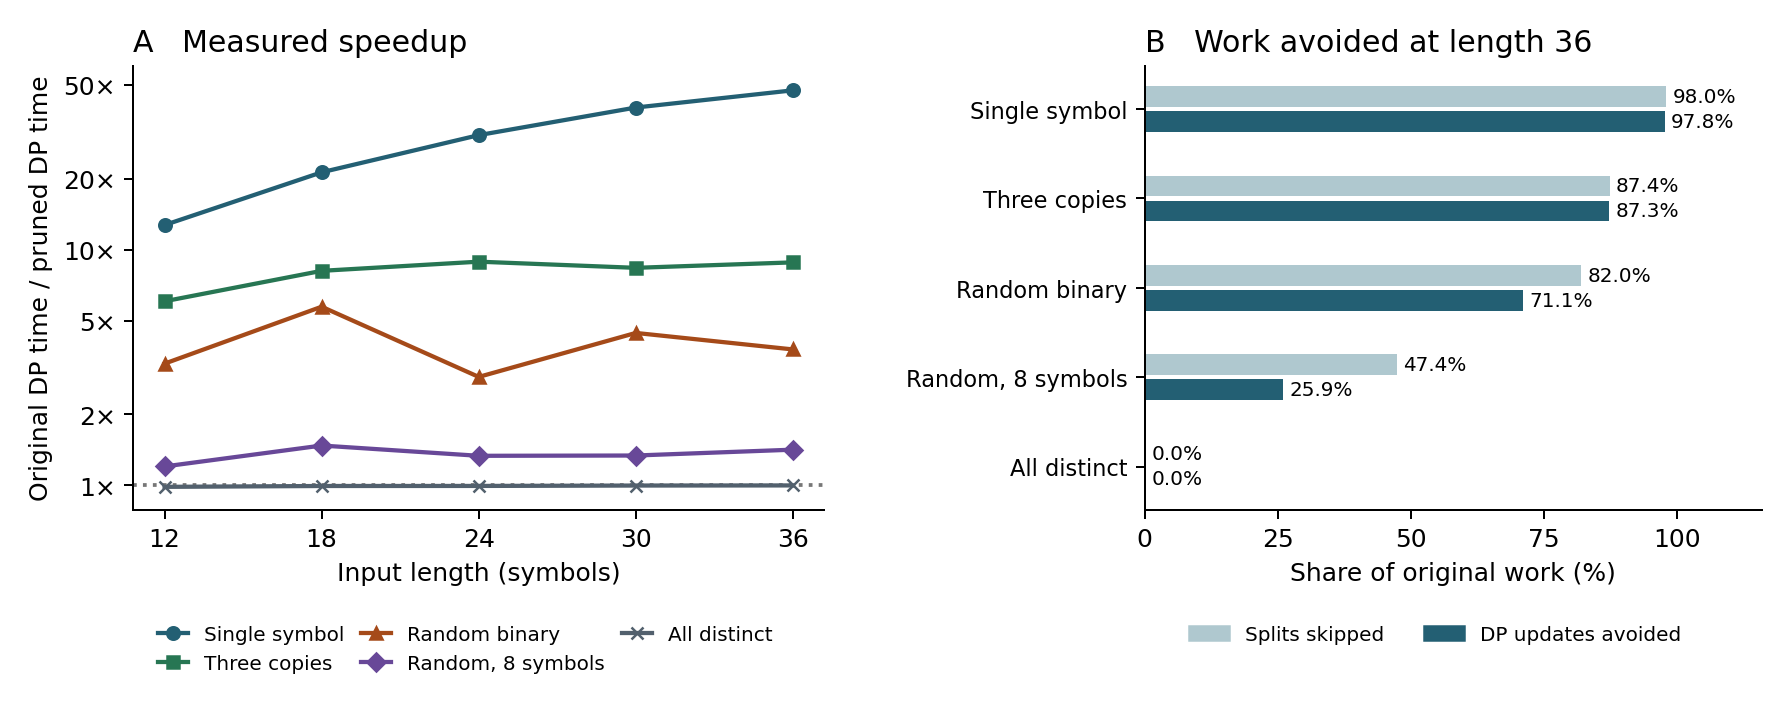 A Measured speedup
Original DP time / pruned DP time
50×
20×
10×
5×
2×
1×
12 18 24 30 36
Input length (symbols)
Single symbol
Three copies
Random binary
Random, 8 symbols
All distinct
B Work avoided at length 36
Single symbol
98.0%
97.8%
Three copies
87.4%
87.3%
Random binary
82.0%
71.1%
Random, 8 symbols
47.4%
25.9%
All distinct
0.0%
0.0%
0 25 50 75 100
Share of original work (%)
Splits skipped
DP updates avoided